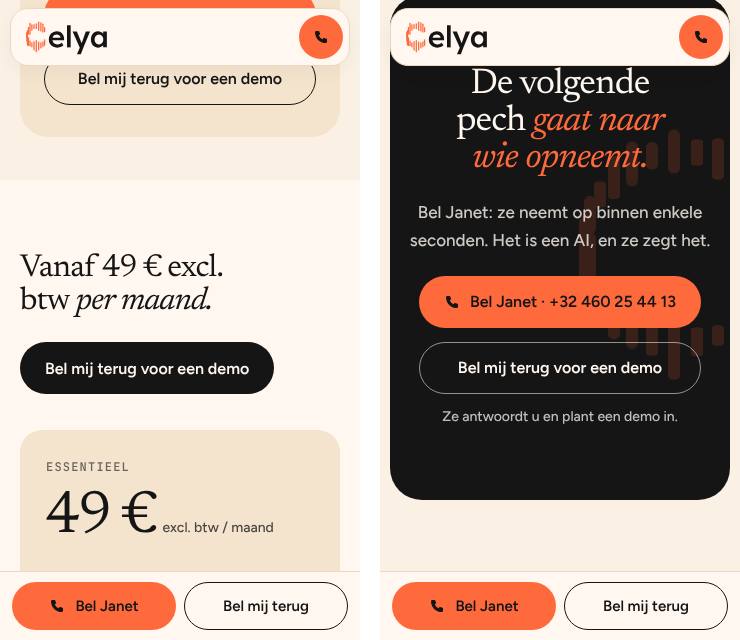 Celya
Bel mij terug voor een demo
Vanaf 49 € excl.
btw per maand.
Bel mij terug voor een demo
ESSENTIEEL
49 € excl. btw / maand
Bel Janet
Bel mij terug
Celya
De volgende
pech gaat naar
wie opneemt.
Bel Janet: ze neemt op binnen enkele
seconden. Het is een AI, en ze zegt het.
Bel Janet · +32 460 25 44 13
Bel mij terug voor een demo
Ze antwoordt u en plant een demo in.
Bel Janet
Bel mij terug